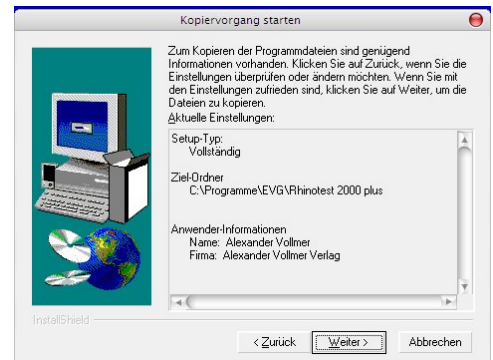 Kopiervorgang starten
Zum Kopieren der Programmdateien sind genügend
Informationen vorhanden. Klicken Sie auf Zurück, wenn Sie die
Einstellungen überprüfen oder ändern möchten. Wenn Sie mit
den Einstellungen zufrieden sind, klicken Sie auf Weiter, um die
Dateien zu kopieren.
Aktuelle Einstellungen:
Setup-Typ:
Vollständig
Ziel-Ordner
C:\Programme\EVG\Rhinotest 2000 plus
Anwender-Informationen
Name: Alexander Vollmer
Firma: Alexander Vollmer Verlag
InstallShield
< Zurück
Weiter >
Abbrechen